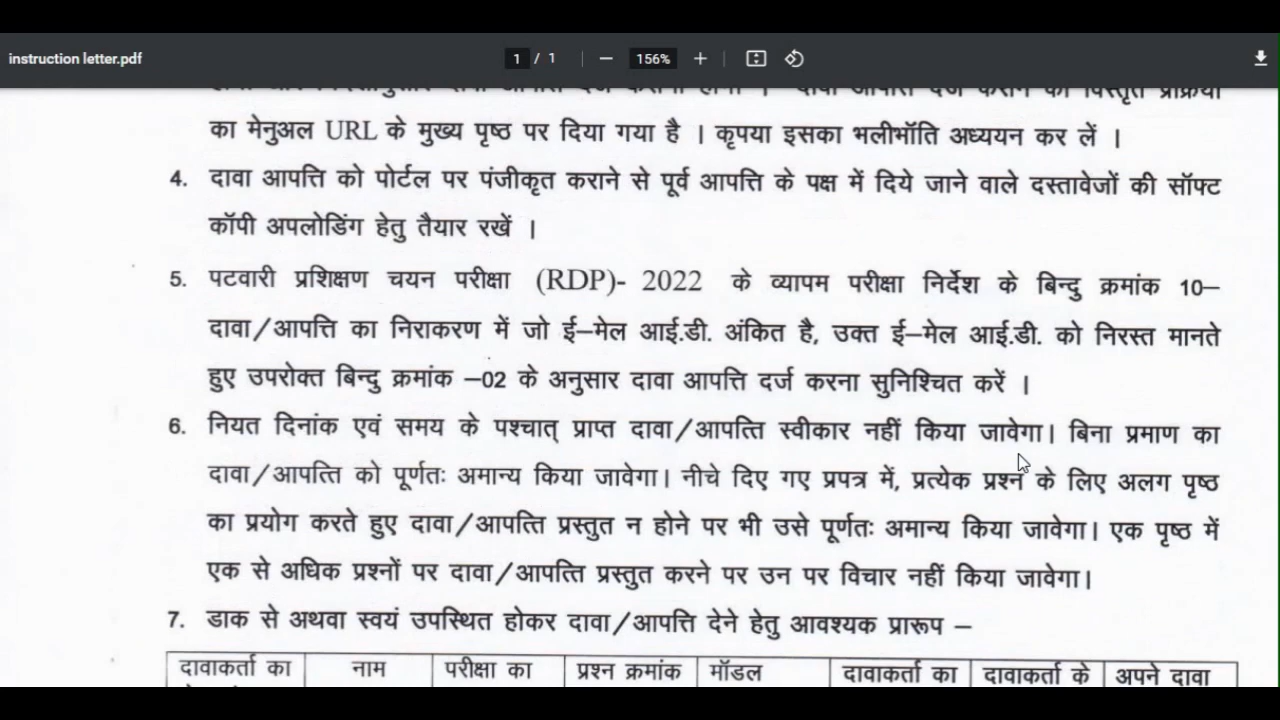 instruction letter.pdf
1 / 1
156%
दावा आपत्ति दर्ज कराने की विस्तृत प्रक्रिया
का मेनुअल URL के मुख्य पृष्ठ पर दिया गया है । कृपया इसका भलीभॉति अध्ययन कर लें ।
4. दावा आपत्ति को पोर्टल पर पंजीकृत कराने से पूर्व आपत्ति के पक्ष में दिये जाने वाले दस्तावेजों की सॉफ्ट
कॉपी अपलोडिंग हेतु तैयार रखें ।
5. पटवारी प्रशिक्षण चयन परीक्षा (RDP)- 2022 के व्यापम परीक्षा निर्देश के बिन्दु क्रमांक 10–
दावा/आपत्ति का निराकरण में जो ई–मेल आई.डी. अंकित है, उक्त ई–मेल आई.डी. को निरस्त मानते
हुए उपरोक्त बिन्दु क्रमांक –02 के अनुसार दावा आपत्ति दर्ज करना सुनिश्चित करें ।
6. नियत दिनांक एवं समय के पश्चात् प्राप्त दावा/आपत्ति स्वीकार नहीं किया जावेगा। बिना प्रमाण का
दावा/आपत्ति को पूर्णतः अमान्य किया जावेगा। नीचे दिए गए प्रपत्र में, प्रत्येक प्रश्न के लिए अलग पृष्ठ
का प्रयोग करते हुए दावा/आपत्ति प्रस्तुत न होने पर भी उसे पूर्णतः अमान्य किया जावेगा। एक पृष्ठ में
एक से अधिक प्रश्नों पर दावा/आपत्ति प्रस्तुत करने पर उन पर विचार नहीं किया जावेगा।
7. डाक से अथवा स्वयं उपस्थित होकर दावा/आपत्ति देने हेतु आवश्यक प्रारूप –
दावाकर्ता का नाम परीक्षा का प्रश्न क्रमांक मॉडल दावाकर्ता का दावाकर्ता के अपने दावा